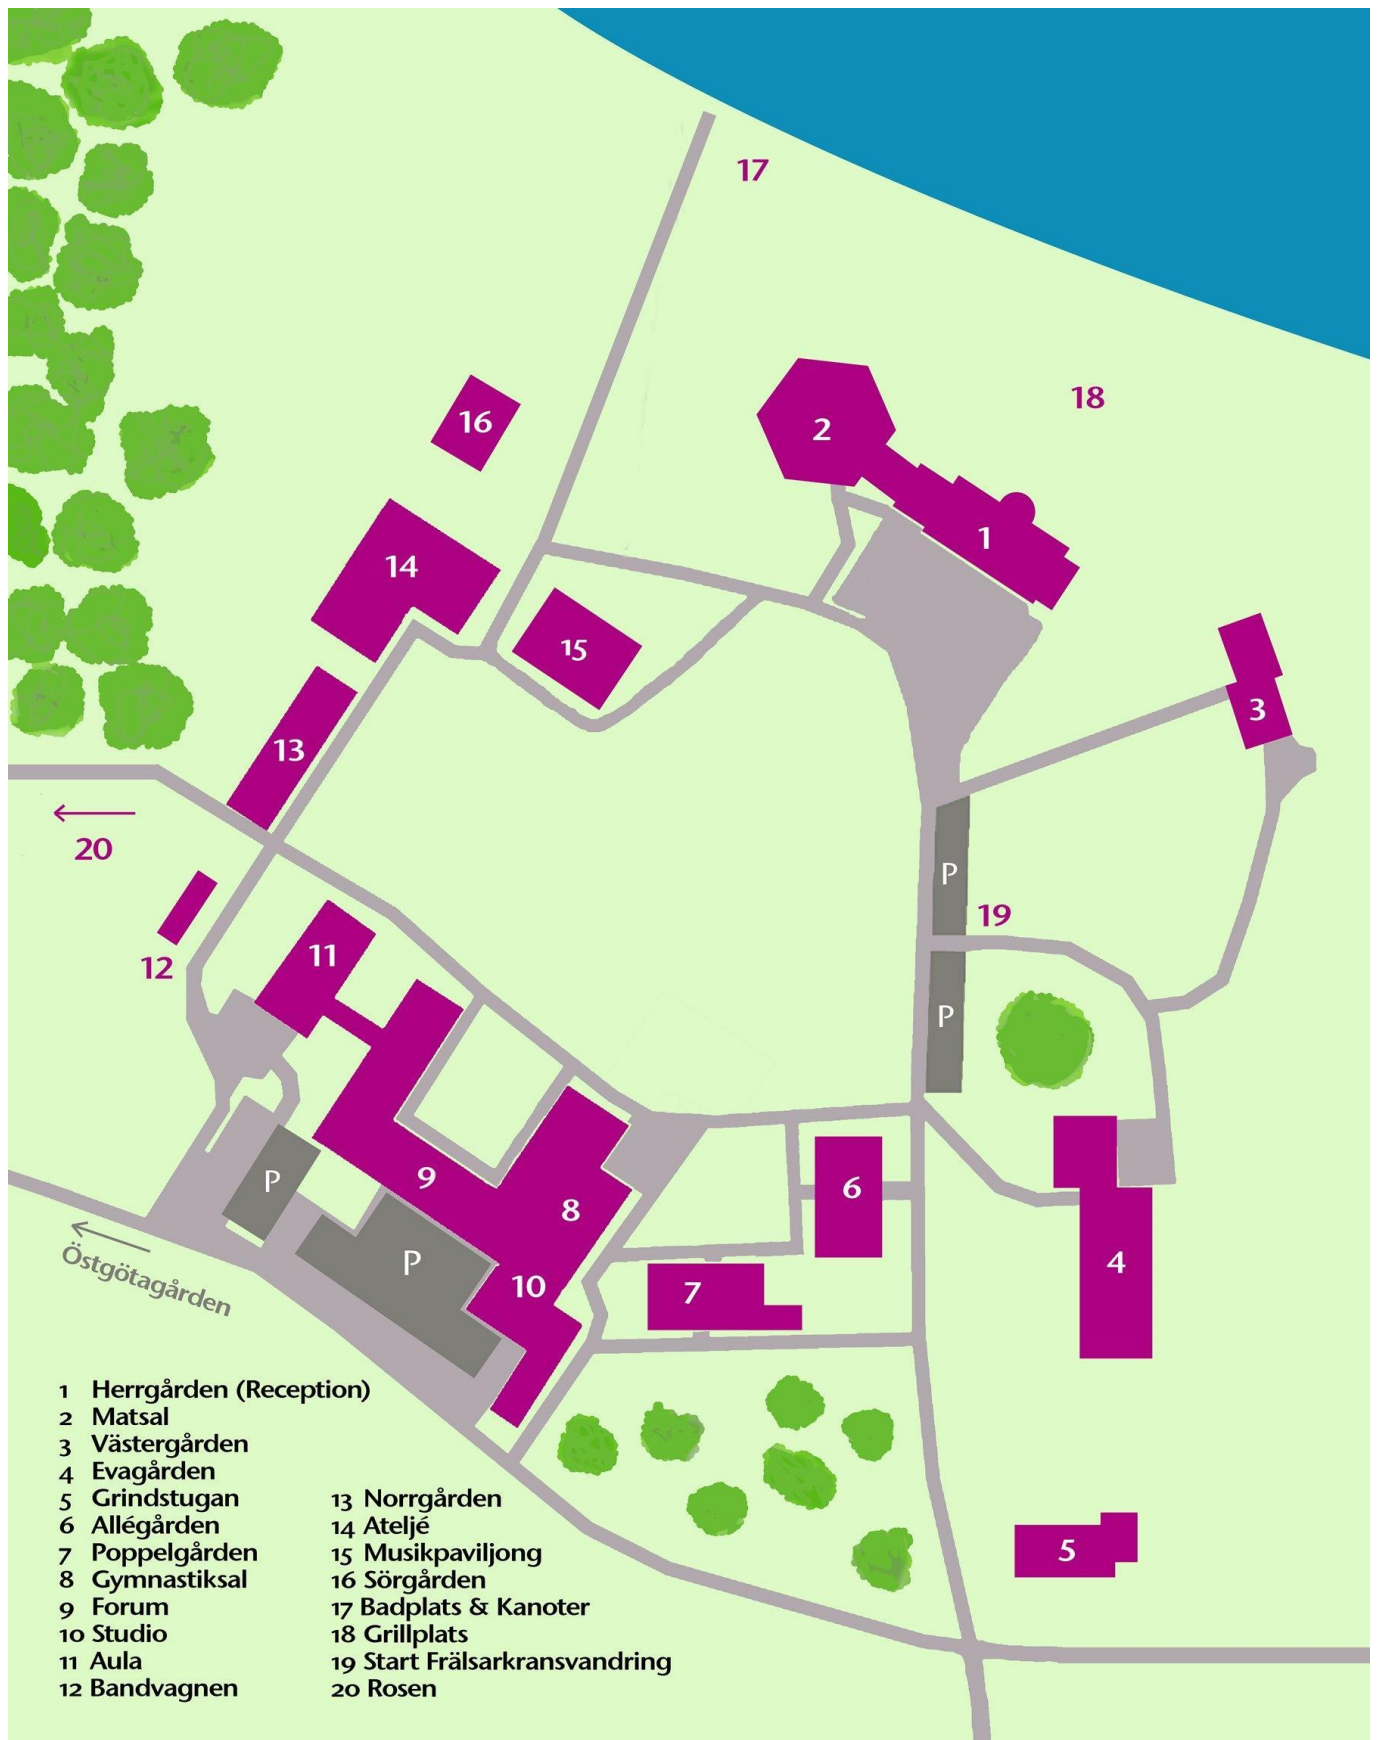 17
18
2
16
1
14
15
3
13
20
P
19
11
12
P
9
P
6
8
P
4
10
7
Östgötagården
5
1 Herrgården (Reception)
2 Matsal
3 Västergården
4 Evagården
5 Grindstugan
6 Allégården
7 Poppelgården
8 Gymnastiksal
9 Forum
10 Studio
11 Aula
12 Bandvagnen
13 Norrgården
14 Ateljé
15 Musikpaviljong
16 Sörgården
17 Badplats & Kanoter
18 Grillplats
19 Start Frälsarkransvandring
20 Rosen